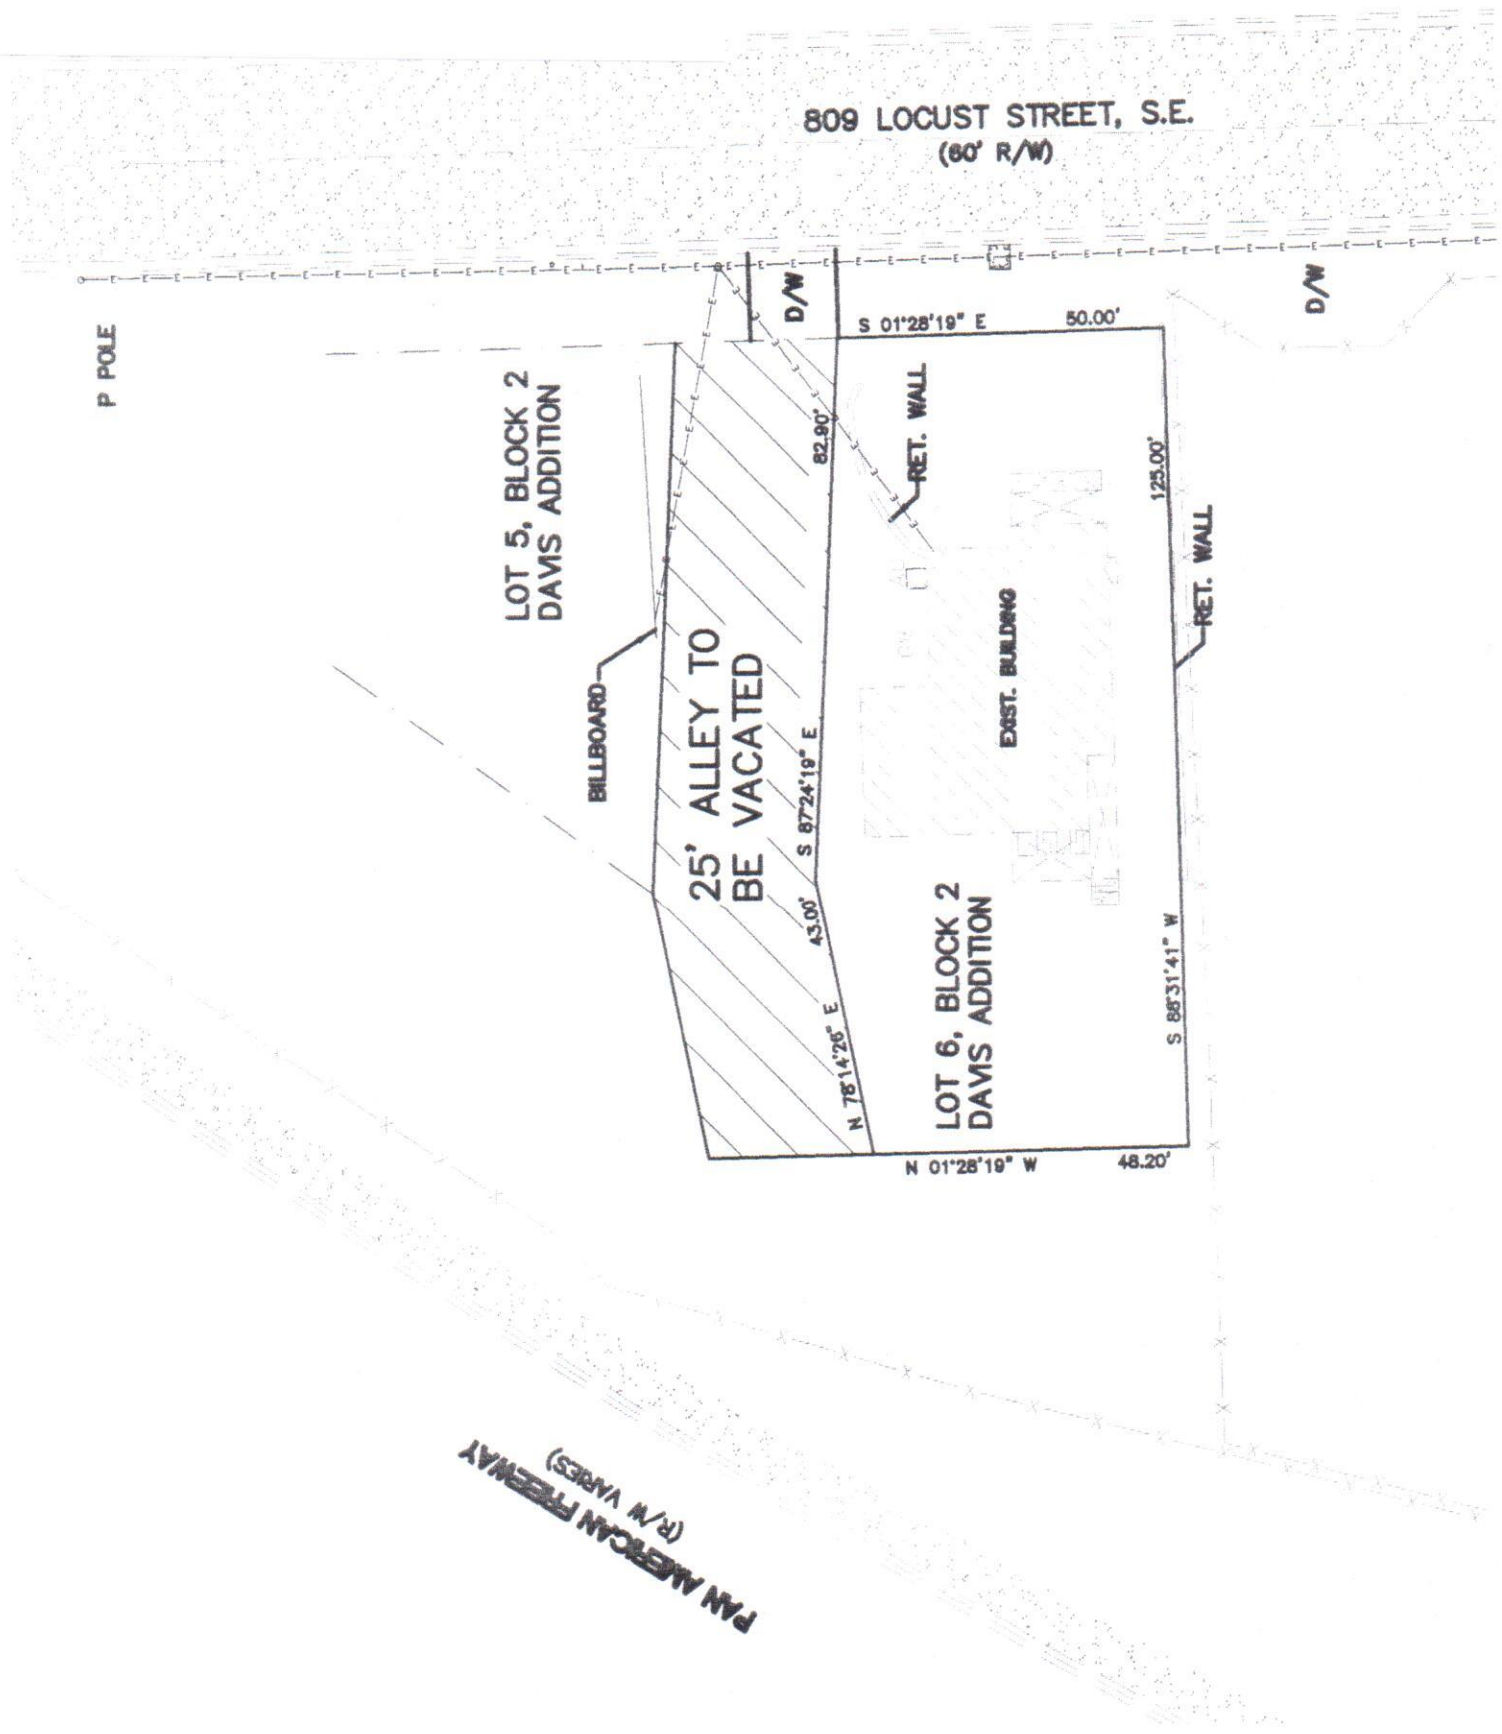 809 LOCUST STREET, S.E.
(60' R/W)
P POLE
D/W
D/W
S 01°28'19" E
50.00'
LOT 5, BLOCK 2
DAVIS ADDITION
82.90'
RET. WALL
125.00'
RET. WALL
BILLBOARD
25' ALLEY TO
BE VACATED
S 87°24'19" E
EXIST. BUILDING
43.00'
N 78°14'26" E
LOT 6, BLOCK 2
DAVIS ADDITION
S 88°31'41" W
N 01°28'19" W
48.20'
PAN AMERICAN FREEWAY
(R/W VARIES)